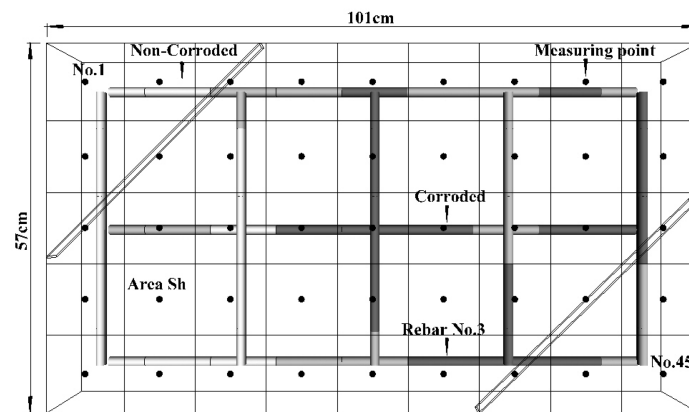 101cm
Non-Corroded
Measuring point
No.1
57cm
Corroded
Area Sh
Rebar No.3
No.45